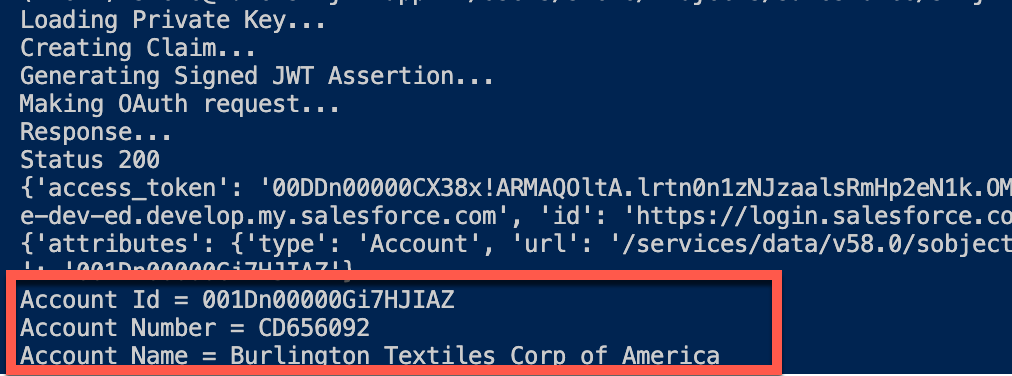 Loading Private Key...
Creating Claim...
Generating Signed JWT Assertion...
Making OAuth request...
Response...
Status 200
{'access_token': '00DDn00000CX38x!ARMAQOltA.lrtn0n1zNJzaalsRmHp2eN1k.OM
e-dev-ed.develop.my.salesforce.com', 'id': 'https://login.salesforce.co
{'attributes': {'type': 'Account', 'url': '/services/data/v58.0/sobject
': '001Dn00000Gi7HJIAZ'}
Account Id = 001Dn00000Gi7HJIAZ
Account Number = CD656092
Account Name = Burlington Textiles Corp of America